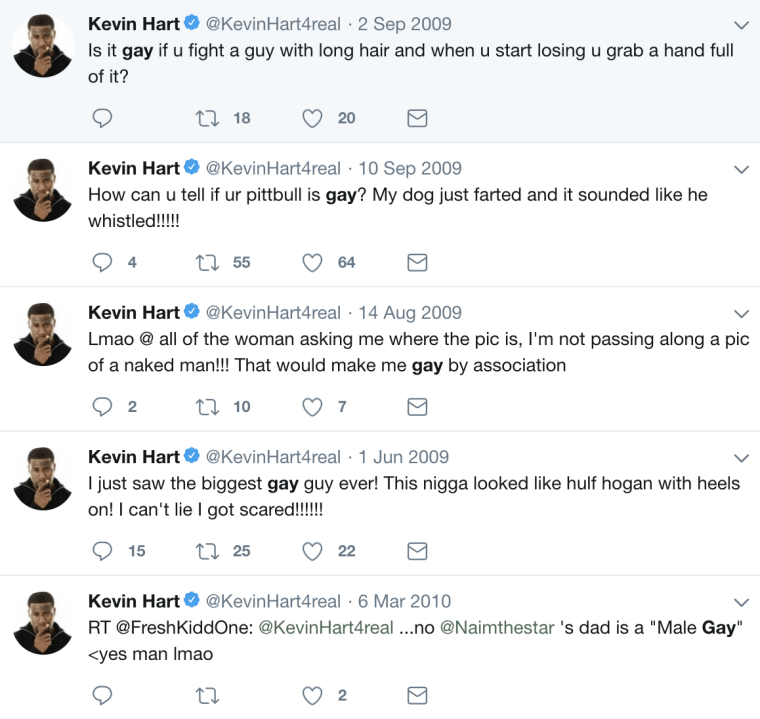 Kevin Hart @KevinHart4real · 2 Sep 2009
Is it gay if u fight a guy with long hair and when u start losing u grab a hand full
of it?
18 20
Kevin Hart @KevinHart4real · 10 Sep 2009
How can u tell if ur pittbull is gay? My dog just farted and it sounded like he
whistled!!!!!
4 55 64
Kevin Hart @KevinHart4real · 14 Aug 2009
Lmao @ all of the woman asking me where the pic is, I'm not passing along a pic
of a naked man!!! That would make me gay by association
2 10 7
Kevin Hart @KevinHart4real · 1 Jun 2009
I just saw the biggest gay guy ever! This nigga looked like hulf hogan with heels
on! I can't lie I got scared!!!!!!
15 25 22
Kevin Hart @KevinHart4real · 6 Mar 2010
RT @FreshKiddOne: @KevinHart4real ...no @Naimthestar 's dad is a "Male Gay"
<yes man lmao
2